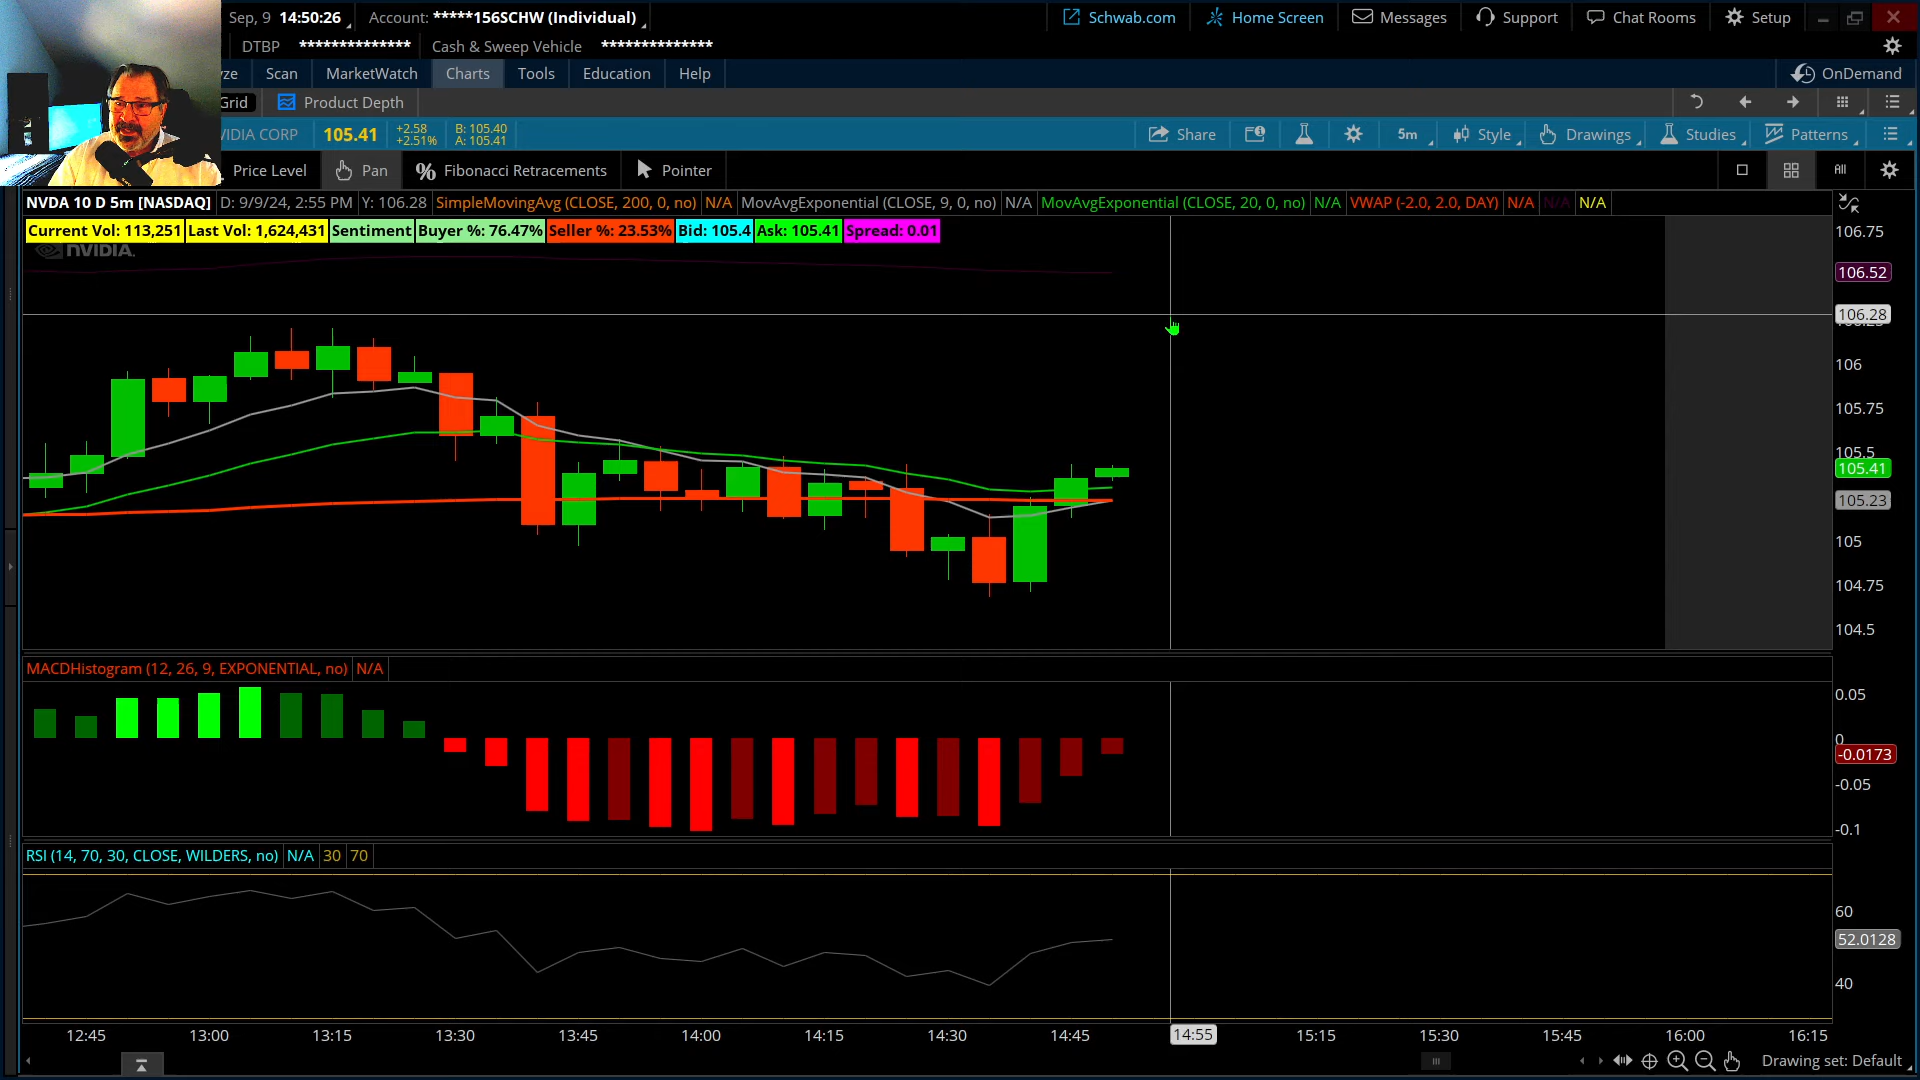 Sep, 9 14:50:26 Account: *****156SCHW (Individual) Schwab.com Home Screen Messages Support Chat Rooms Setup
DTBP ************** Cash & Sweep Vehicle **************
ze Scan MarketWatch Charts Tools Education Help OnDemand
Grid Product Depth
VIDIA CORP 105.41 +2.58 B: 105.40 Share 5m Style Drawings Studies Patterns
+2.51% A: 105.41
Price Level Pan % Fibonacci Retracements Pointer All
NVDA 10 D 5m [NASDAQ] D: 9/9/24, 2:55 PM Y: 106.28 SimpleMovingAvg (CLOSE, 200, 0, no) N/A MovAvgExponential (CLOSE, 9, 0, no) N/A MovAvgExponential (CLOSE, 20, 0, no) N/A VWAP (-2.0, 2.0, DAY) N/A N/A N/A
Current Vol: 113,251 Last Vol: 1,624,431 Sentiment Buyer %: 76.47% Seller %: 23.53% Bid: 105.4 Ask: 105.41 Spread: 0.01
106.75
NVIDIA.
106.52
106.28
106
105.75
105.5
105.41
105.23
105
104.75
104.5
MACDHistogram (12, 26, 9, EXPONENTIAL, no) N/A
0.05
0
-0.0173
-0.05
-0.1
RSI (14, 70, 30, CLOSE, WILDERS, no) N/A 30 70
60
52.0128
40
12:45 13:00 13:15 13:30 13:45 14:00 14:15 14:30 14:45 14:55 15:15 15:30 15:45 16:00 16:15
Drawing set: Default